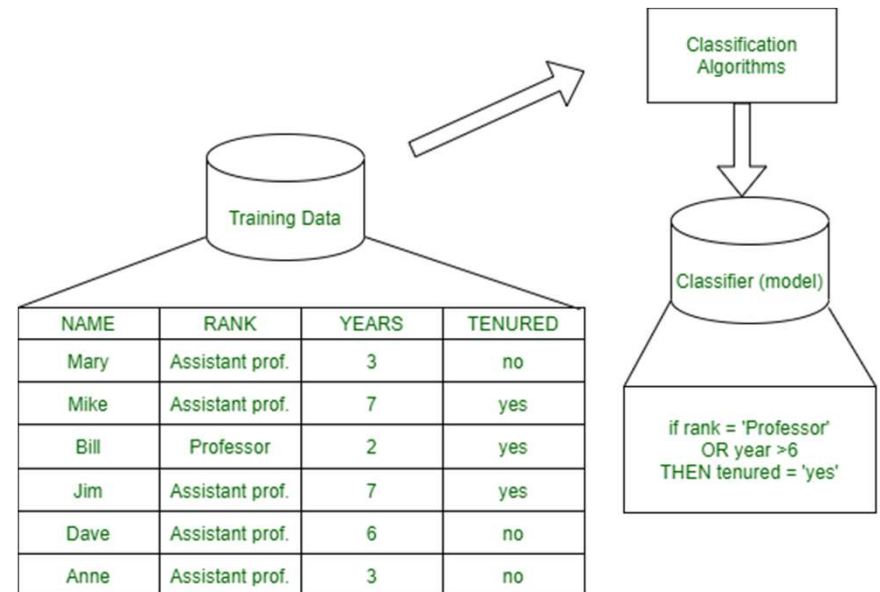 Classification
Algorithms
Training Data
Classifier (model)
NAME RANK YEARS TENURED
Mary Assistant prof. 3 no
Mike Assistant prof. 7 yes
Bill Professor 2 yes
Jim Assistant prof. 7 yes
Dave Assistant prof. 6 no
Anne Assistant prof. 3 no
if rank = 'Professor'
OR year >6
THEN tenured = 'yes'